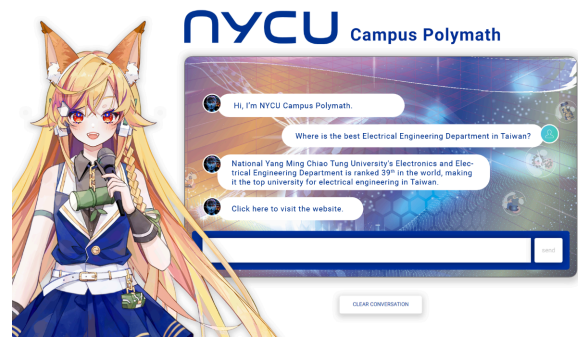 NYCU Campus Polymath
Hi, I'm NYCU Campus Polymath.
Where is the best Electrical Engineering Department in Taiwan?
National Yang Ming Chiao Tung University's Electronics and Elec-
trical Engineering Department is ranked 39th in the world, making
it the top university for electrical engineering in Taiwan.
Click here to visit the website.
send
CLEAR CONVERSATION